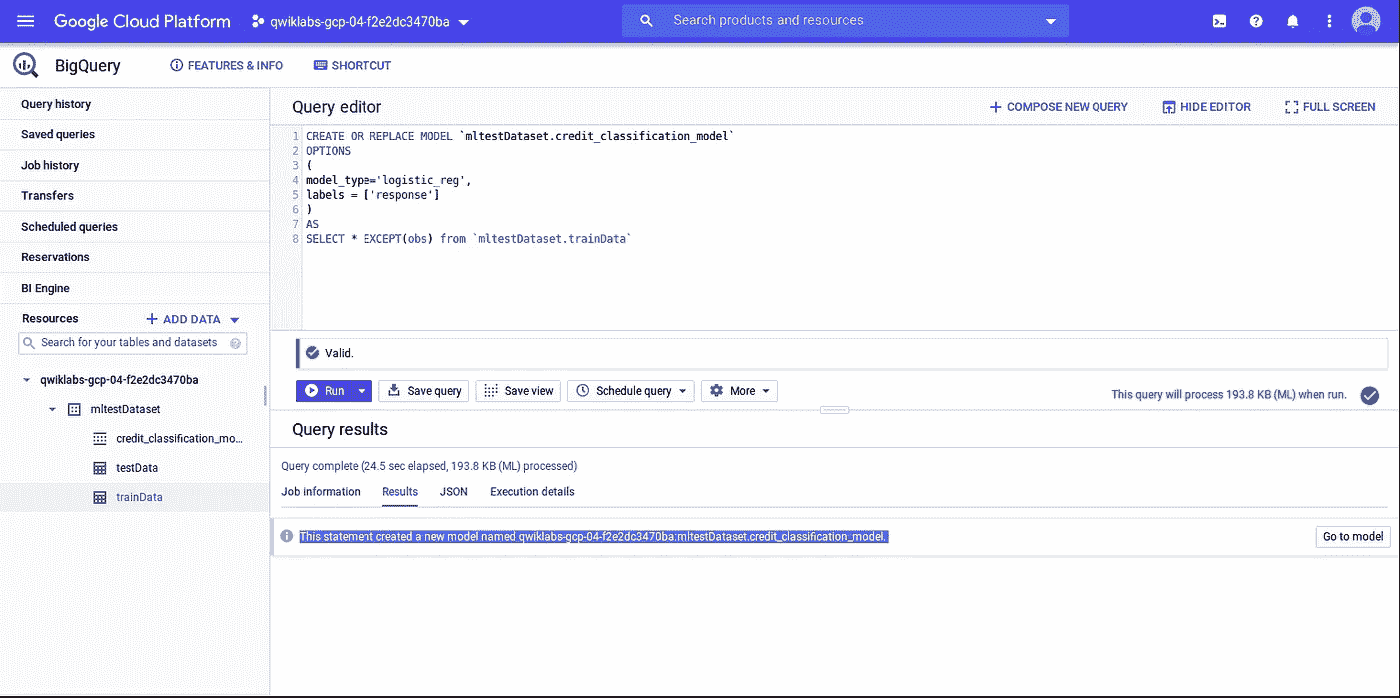 Google Cloud Platform
qwiklabs-gcp-04-f2e2dc3470ba
Search products and resources
BigQuery
FEATURES & INFO
SHORTCUT
Query history
Saved queries
Job history
Transfers
Scheduled queries
Reservations
BI Engine
Resources
ADD DATA
Search for your tables and datasets
qwiklabs-gcp-04-f2e2dc3470ba
mltestDataset
credit_classification_mo...
testData
trainData
Query editor
COMPOSE NEW QUERY
HIDE EDITOR
FULL SCREEN
1 CREATE OR REPLACE MODEL `mltestDataset.credit_classification_model`
2 OPTIONS
3 (
4 model_type='logistic_reg',
5 labels = ['response']
6 )
7 AS
8 SELECT * EXCEPT(obs) from `mltestDataset.trainData`
Valid.
Run
Save query
Save view
Schedule query
More
This query will process 193.8 KB (ML) when run.
Query results
Query complete (24.5 sec elapsed, 193.8 KB (ML) processed)
Job information
Results
JSON
Execution details
This statement created a new model named qwiklabs-gcp-04-f2e2dc3470ba:mltestDataset.credit_classification_model.
Go to model